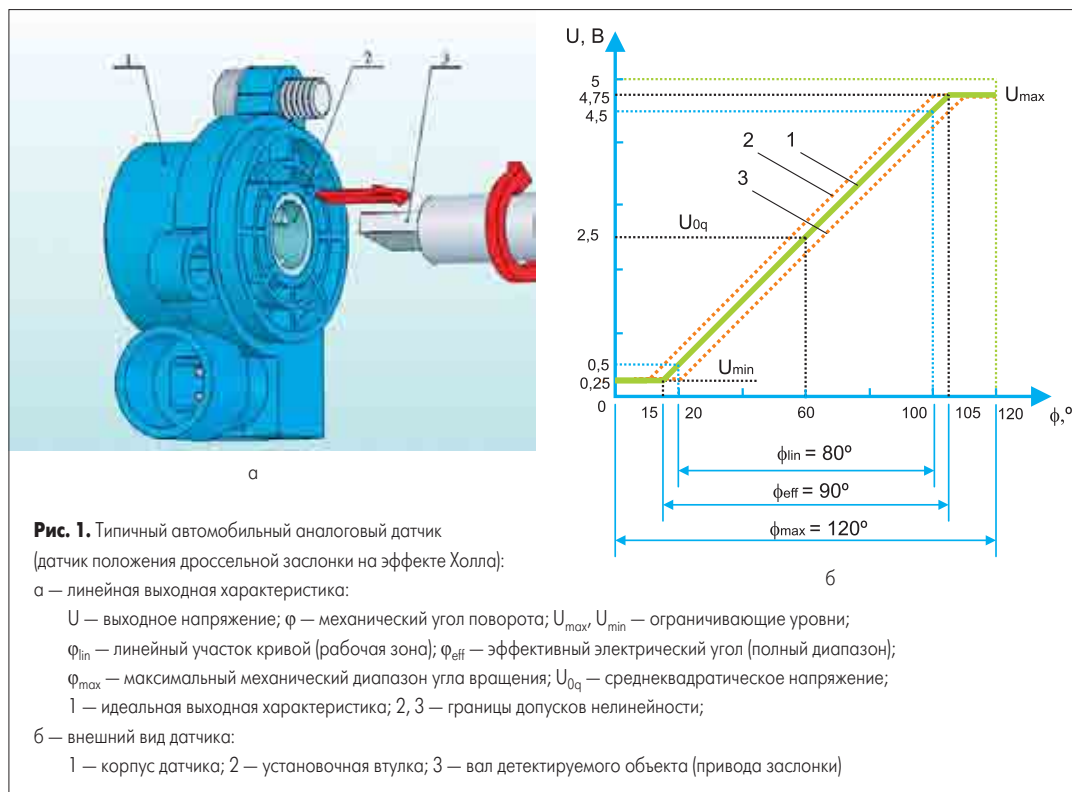 1
2
3
а
U, В
5
4,75
4,5
Umax
2
1
3
U0q
2,5
0,5
0,25
Umin
0
15
20
60
100
105
120
ϕ,º
ϕlin = 80º
ϕeff = 90º
ϕmax = 120º
б
Рис. 1. Типичный автомобильный аналоговый датчик
(датчик положения дроссельной заслонки на эффекте Холла):
а — линейная выходная характеристика:
U — выходное напряжение; φ — механический угол поворота; Umax, Umin — ограничивающие уровни;
φlin — линейный участок кривой (рабочая зона); φeff — эффективный электрический угол (полный диапазон);
φmax — максимальный механический диапазон угла вращения; U0q — среднеквадратическое напряжение;
1 — идеальная выходная характеристика; 2, 3 — границы допусков нелинейности;
б — внешний вид датчика:
1 — корпус датчика; 2 — установочная втулка; 3 — вал детектируемого объекта (привода заслонки)